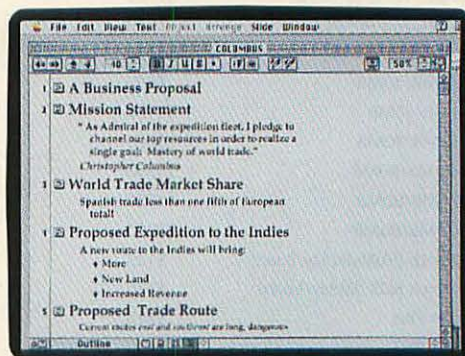 File Edit View Text Object Arrange Slide Window
COLUMBUS
10 B I U S 50%
1 A Business Proposal
2 Mission Statement
" As Admiral of the expedition fleet, I pledge to
channel our top resources in order to realize a
single goal: Mastery of world trade."
Christopher Columbus
3 World Trade Market Share
Spanish trade less than one fifth of European
total!
4 Proposed Expedition to the Indies
A new route to the Indies will bring:
♦ More
♦ New Land
♦ Increased Revenue
5 Proposed Trade Route
Current routes east and southeast are long, dangerous
Outline